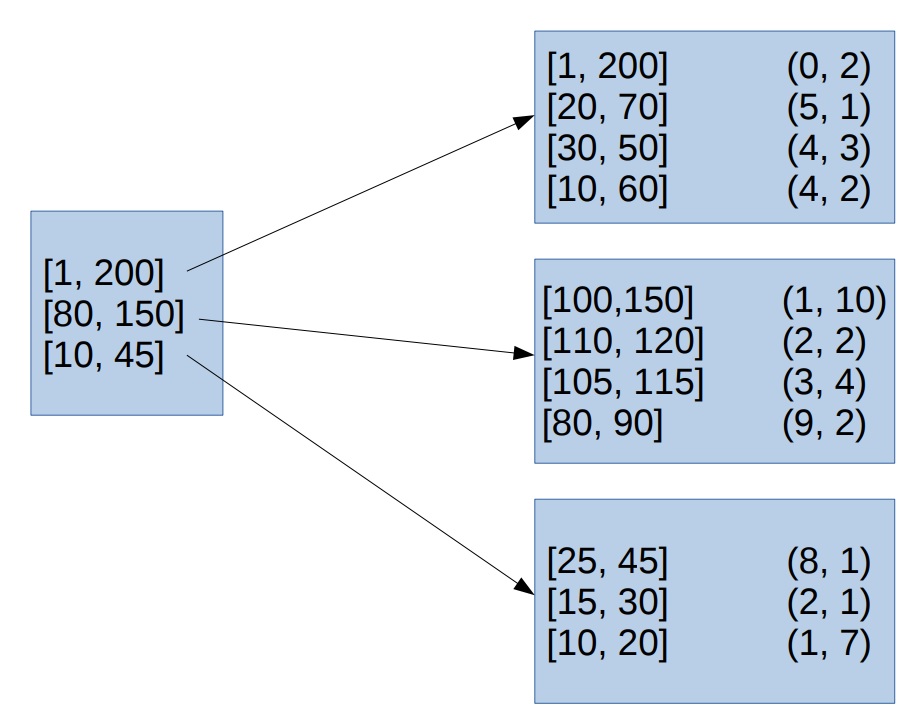 [1, 200]
[80, 150]
[10, 45]
[1, 200] (0, 2)
[20, 70] (5, 1)
[30, 50] (4, 3)
[10, 60] (4, 2)
[100,150] (1, 10)
[110, 120] (2, 2)
[105, 115] (3, 4)
[80, 90] (9, 2)
[25, 45] (8, 1)
[15, 30] (2, 1)
[10, 20] (1, 7)